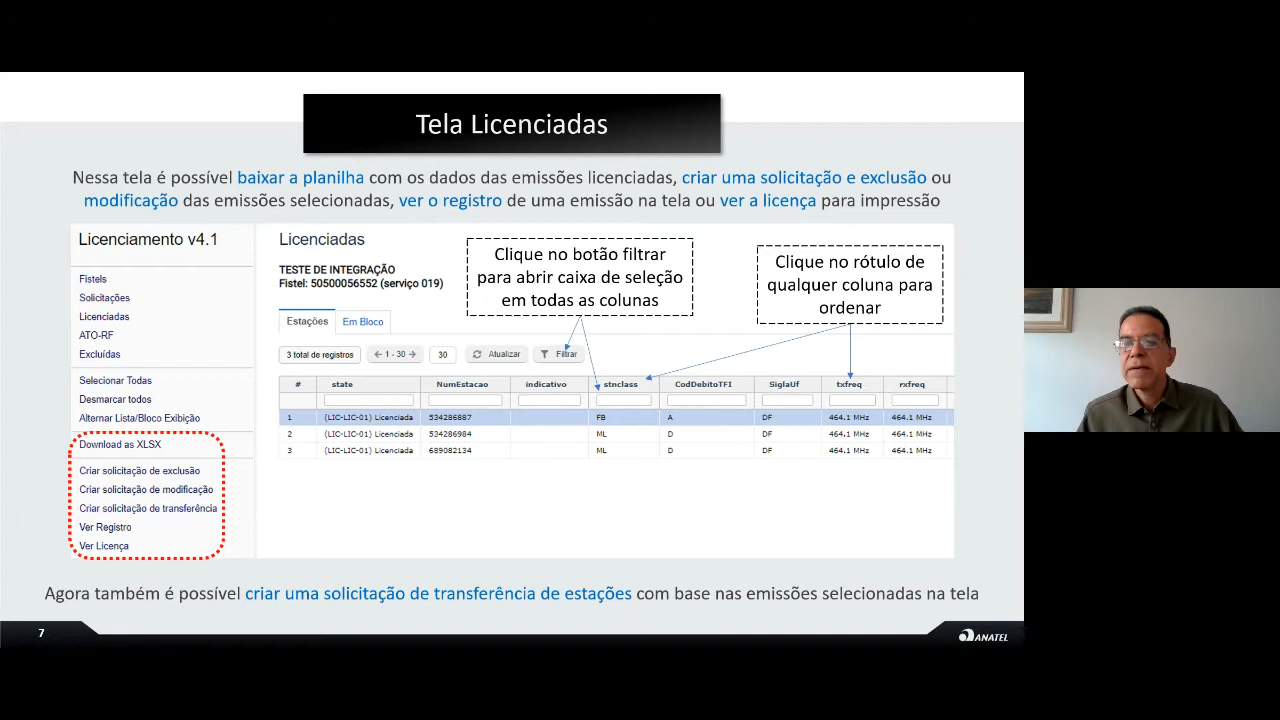 Tela Licenciadas
Nessa tela é possível baixar a planilha com os dados das emissões licenciadas, criar uma solicitação e exclusão ou
modificação das emissões selecionadas, ver o registro de uma emissão na tela ou ver a licença para impressão
Licenciamento v4.1
Fistels
Solicitações
Licenciadas
ATO-RF
Excluídas
Selecionar Todas
Desmarcar todos
Alternar Lista/Bloco Exibição
Download as XLSX
Criar solicitação de exclusão
Criar solicitação de modificação
Criar solicitação de transferência
Ver Registro
Ver Licença
Licenciadas
TESTE DE INTEGRAÇÃO
Fistel: 50500056552 (serviço 019)
Clique no botão filtrar
para abrir caixa de seleção
em todas as colunas
Clique no rótulo de
qualquer coluna para
ordenar
Estações Em Bloco
3 total de registros 1 - 30 30 Atualizar Filtrar
# state NumEstacao indicativo stnclass CodDebitoTFI SiglaUf txfreq rxfreq
1 (LIC-LIC-01) Licenciada 534286887 FB A DF 464.1 MHz 464.1 MHz
2 (LIC-LIC-01) Licenciada 534286984 ML D DF 464.1 MHz 464.1 MHz
3 (LIC-LIC-01) Licenciada 689082134 ML D DF 464.1 MHz 464.1 MHz
Agora também é possível criar uma solicitação de transferência de estações com base nas emissões selecionadas na tela
7
ANATEL